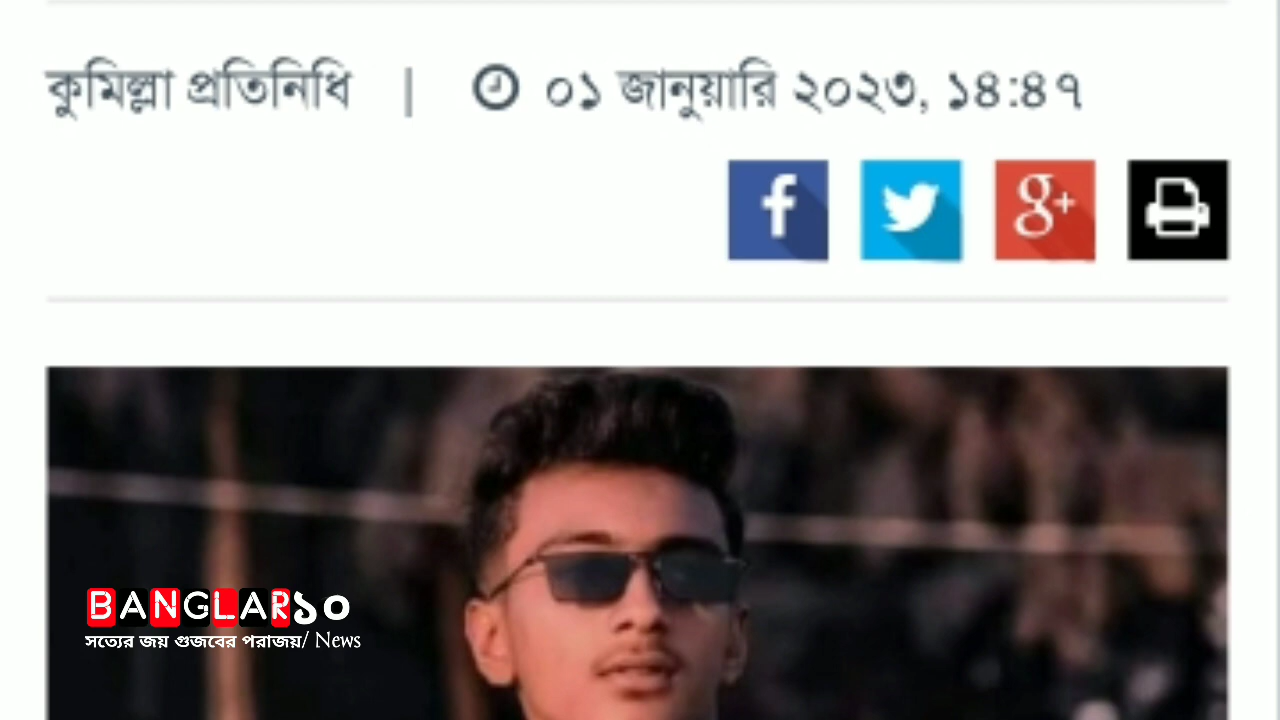 কুমিল্লা প্রতিনিধি | ০১ জানুয়ারি ২০২৩, ১৪:৪৭
f g+
BANGLAR১০
সত্যের জয় গুজবের পরাজয়/ News